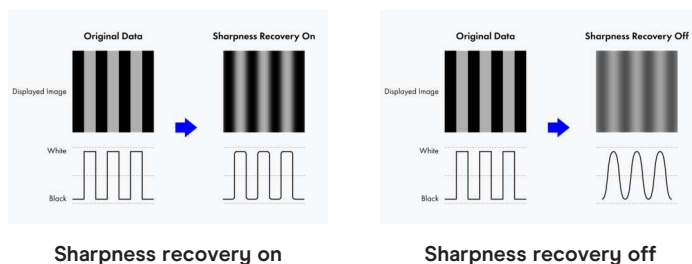 Original Data
Sharpness Recovery On
Displayed Image
White
Black
Original Data
Sharpness Recovery Off
Displayed Image
White
Black
Sharpness recovery on
Sharpness recovery off